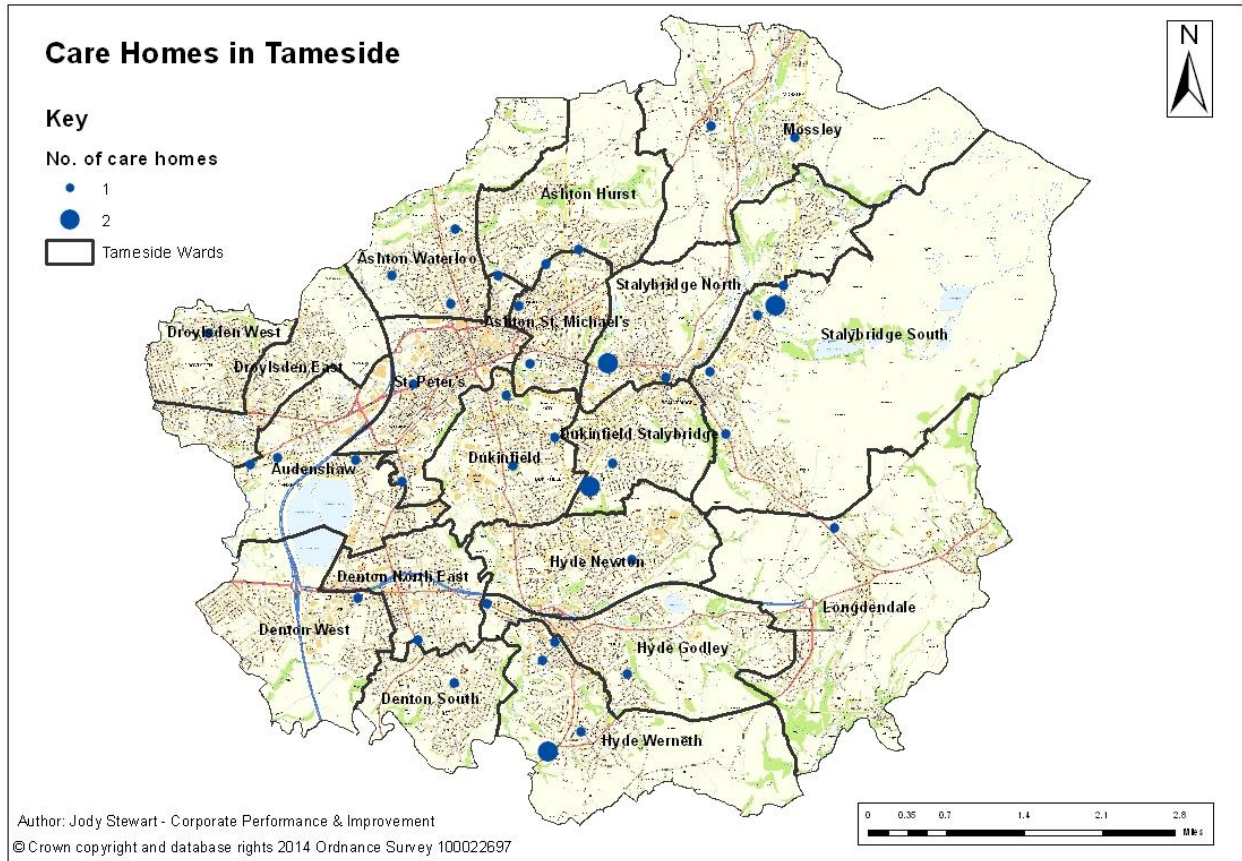 Care Homes in Tameside
N
Key
No. of care homes
1
2
Tameside Wards
Mossley
Ashton Hurst
Ashton Waterloo
Stalybridge North
Ashton St. Michael's
Stalybridge South
Droylsden West
Droylsden East
St. Peter's
Dukinfield Stalybridge
Dukinfield
Audenshaw
Hyde Newton
Denton North East
Longdendale
Denton West
Hyde Godley
Denton South
Hyde Werneth
Author: Jody Stewart - Corporate Performance & Improvement
© Crown copyright and database rights 2014 Ordnance Survey 100022697
0 0.35 0.7 1.4 2.1 2.8
Miles